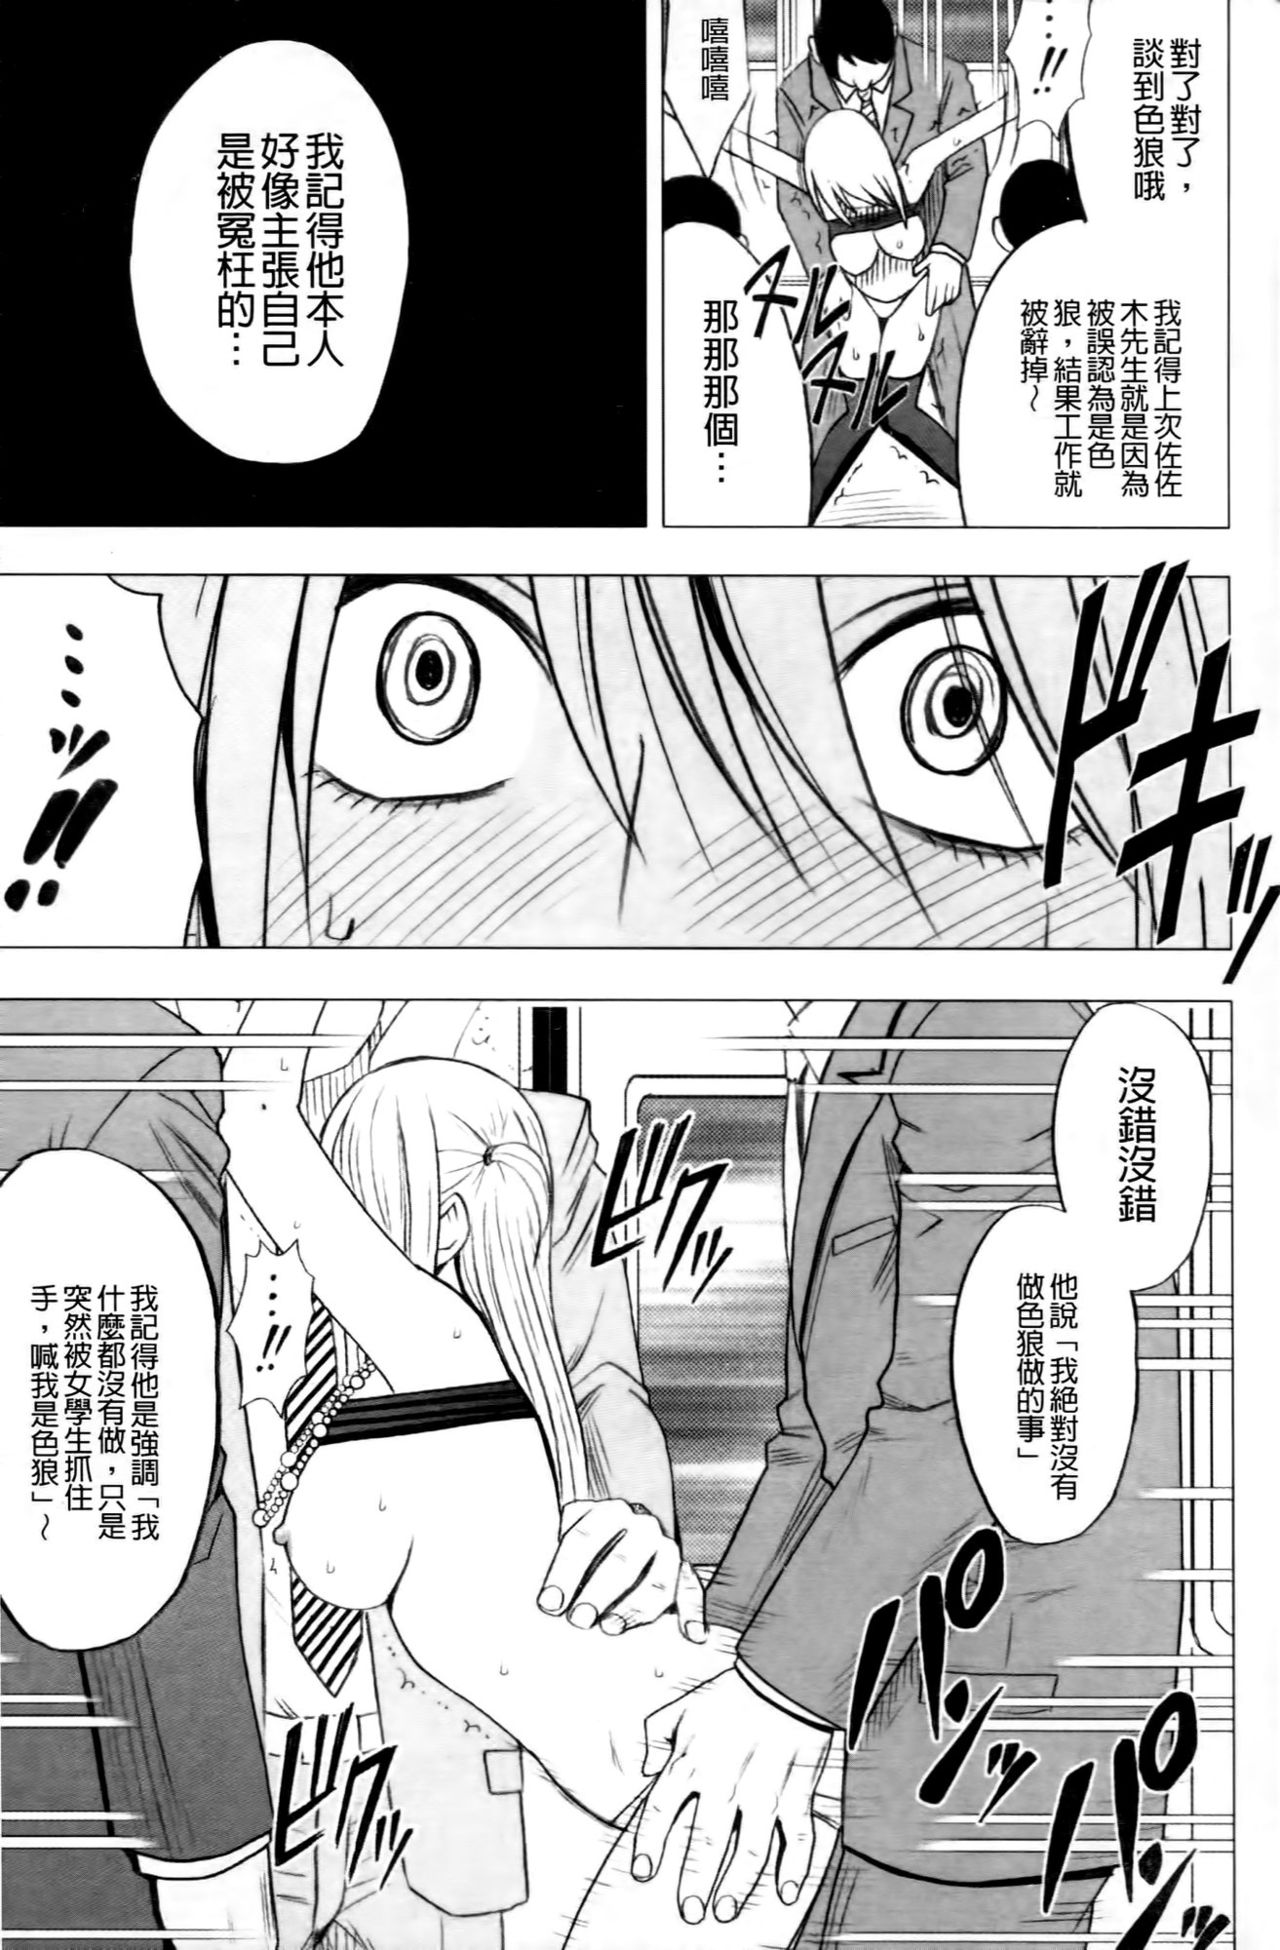 對了對了，
談到色狼哦
…!!
我記得上次佐佐
木先生就是因為
被誤認為是色
狼，結果工作就
被辭掉～
嘻嘻嘻
那那那個…
ヌルヌル
ヌルヌル
我記得他本人
好像主張自己
是被冤枉的…
ドキッ
……!!
沒錯沒錯
他說「我絕對沒有
做色狼做的事」
ビクッ
…!!
我記得他是強調「我
什麼都沒有做，只是
突然被女學生抓住
手，喊我是色狼」～
パンッ
パンッ
ビクッ